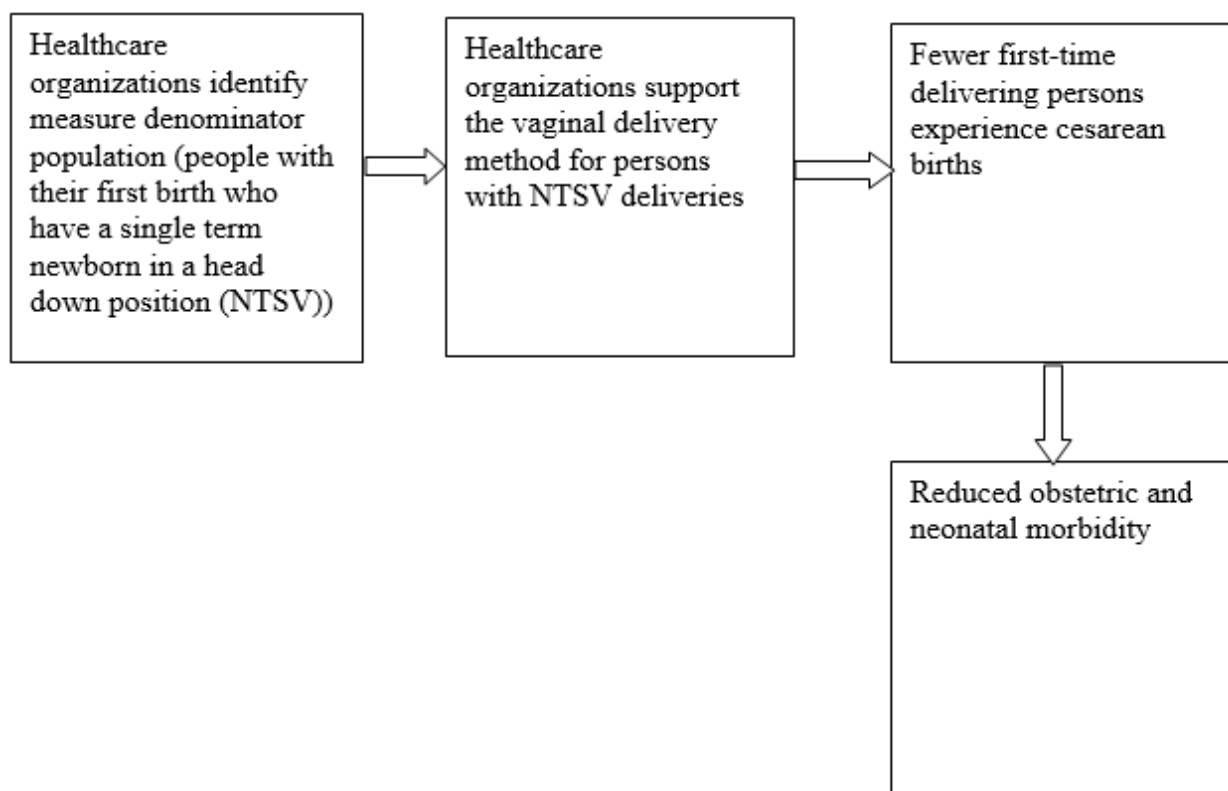 Healthcare
organizations identify
measure denominator
population (people with
their first birth who
have a single term
newborn in a head
down position (NTSV))
Healthcare
organizations support
the vaginal delivery
method for persons
with NTSV deliveries
Fewer first-time
delivering persons
experience cesarean
births
Reduced obstetric and
neonatal morbidity